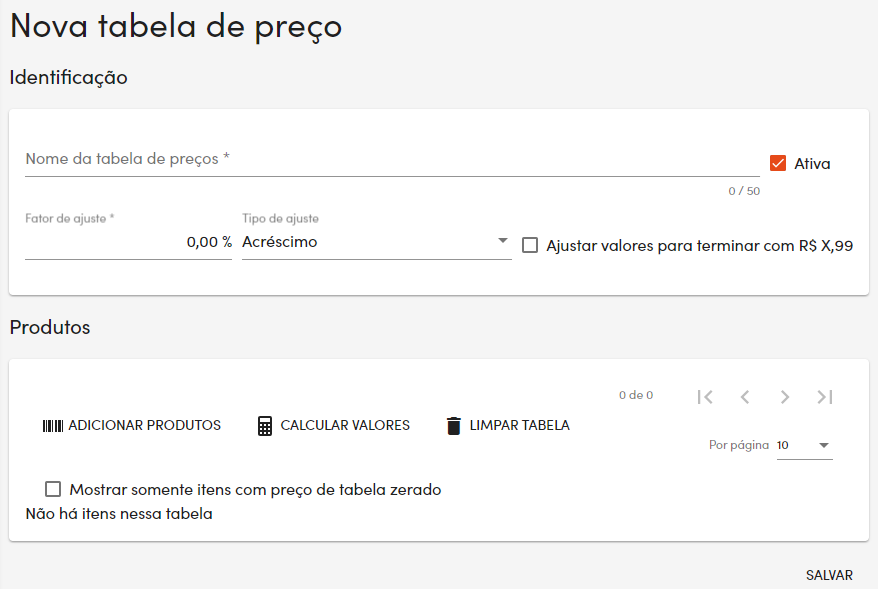 Nova tabela de preço
Identificação
Nome da tabela de preços *
Ativa
0 / 50
Fator de ajuste *
Tipo de ajuste
0,00 %
Acréscimo
Ajustar valores para terminar com R$ X,99
Produtos
0 de 0
ADICIONAR PRODUTOS
CALCULAR VALORES
LIMPAR TABELA
Por página 10
Mostrar somente itens com preço de tabela zerado
Não há itens nessa tabela
SALVAR